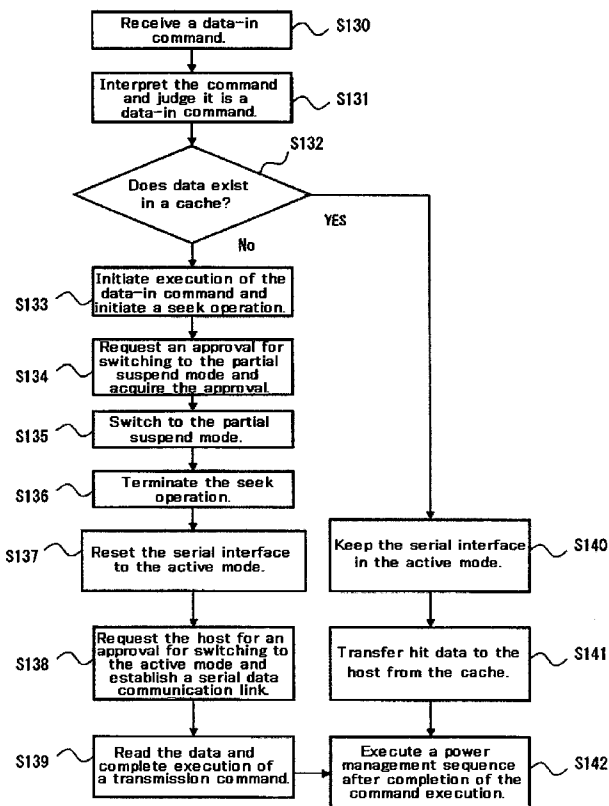 Receive a data-in
command.
S130
Interpret the command
and judge it is a
data-in command.
S131
S132
Does data exist
in a cache?
YES
No
S133
Initiate execution of the
data-in command and
initiate a seek operation.
S134
Request an approval for
switching to the partial
suspend mode and
acquire the approval.
S135
Switch to the partial
suspend mode.
S136
Terminate the seek
operation.
S137
Reset the serial interface
to the active mode.
Keep the serial interface
in the active mode.
S140
S138
Request the host for an
approval for switching to
the active mode and
establish a serial data
communication link.
Transfer hit data to the
host from the cache.
S141
S139
Read the data and
complete execution of
a transmission command.
Execute a power
management sequence
after completion of the
command execution.
S142